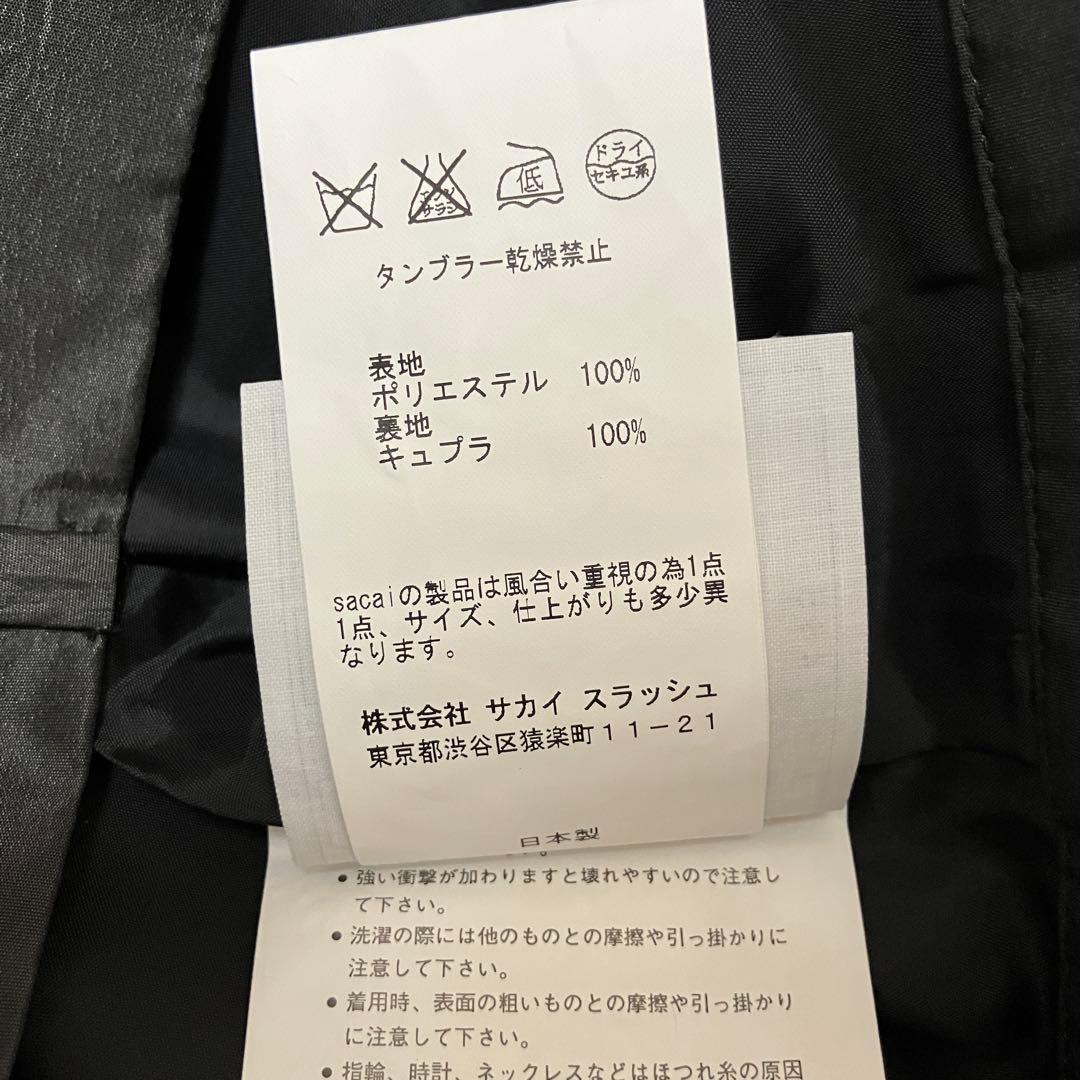 エンソ
サラシ
低
ドライ
セキユ系
タンブラー乾燥禁止
表地
ポリエステル 100%
裏地
キュプラ 100%
sacaiの製品は風合い重視の為1点
1点、サイズ、仕上がりも多少異
なります。
株式会社 サカイ スラッシュ
東京都渋谷区猿楽町11-21
日本製
●強い衝撃が加わりますと壊れやすいので注意し
て下さい。
●洗濯の際には他のものとの摩擦や引っ掛かりに
注意して下さい。
●着用時、表面の粗いものとの摩擦や引っ掛かり
に注意して下さい。
●指輪、時計、ネックレスなどはほつれ糸の原因